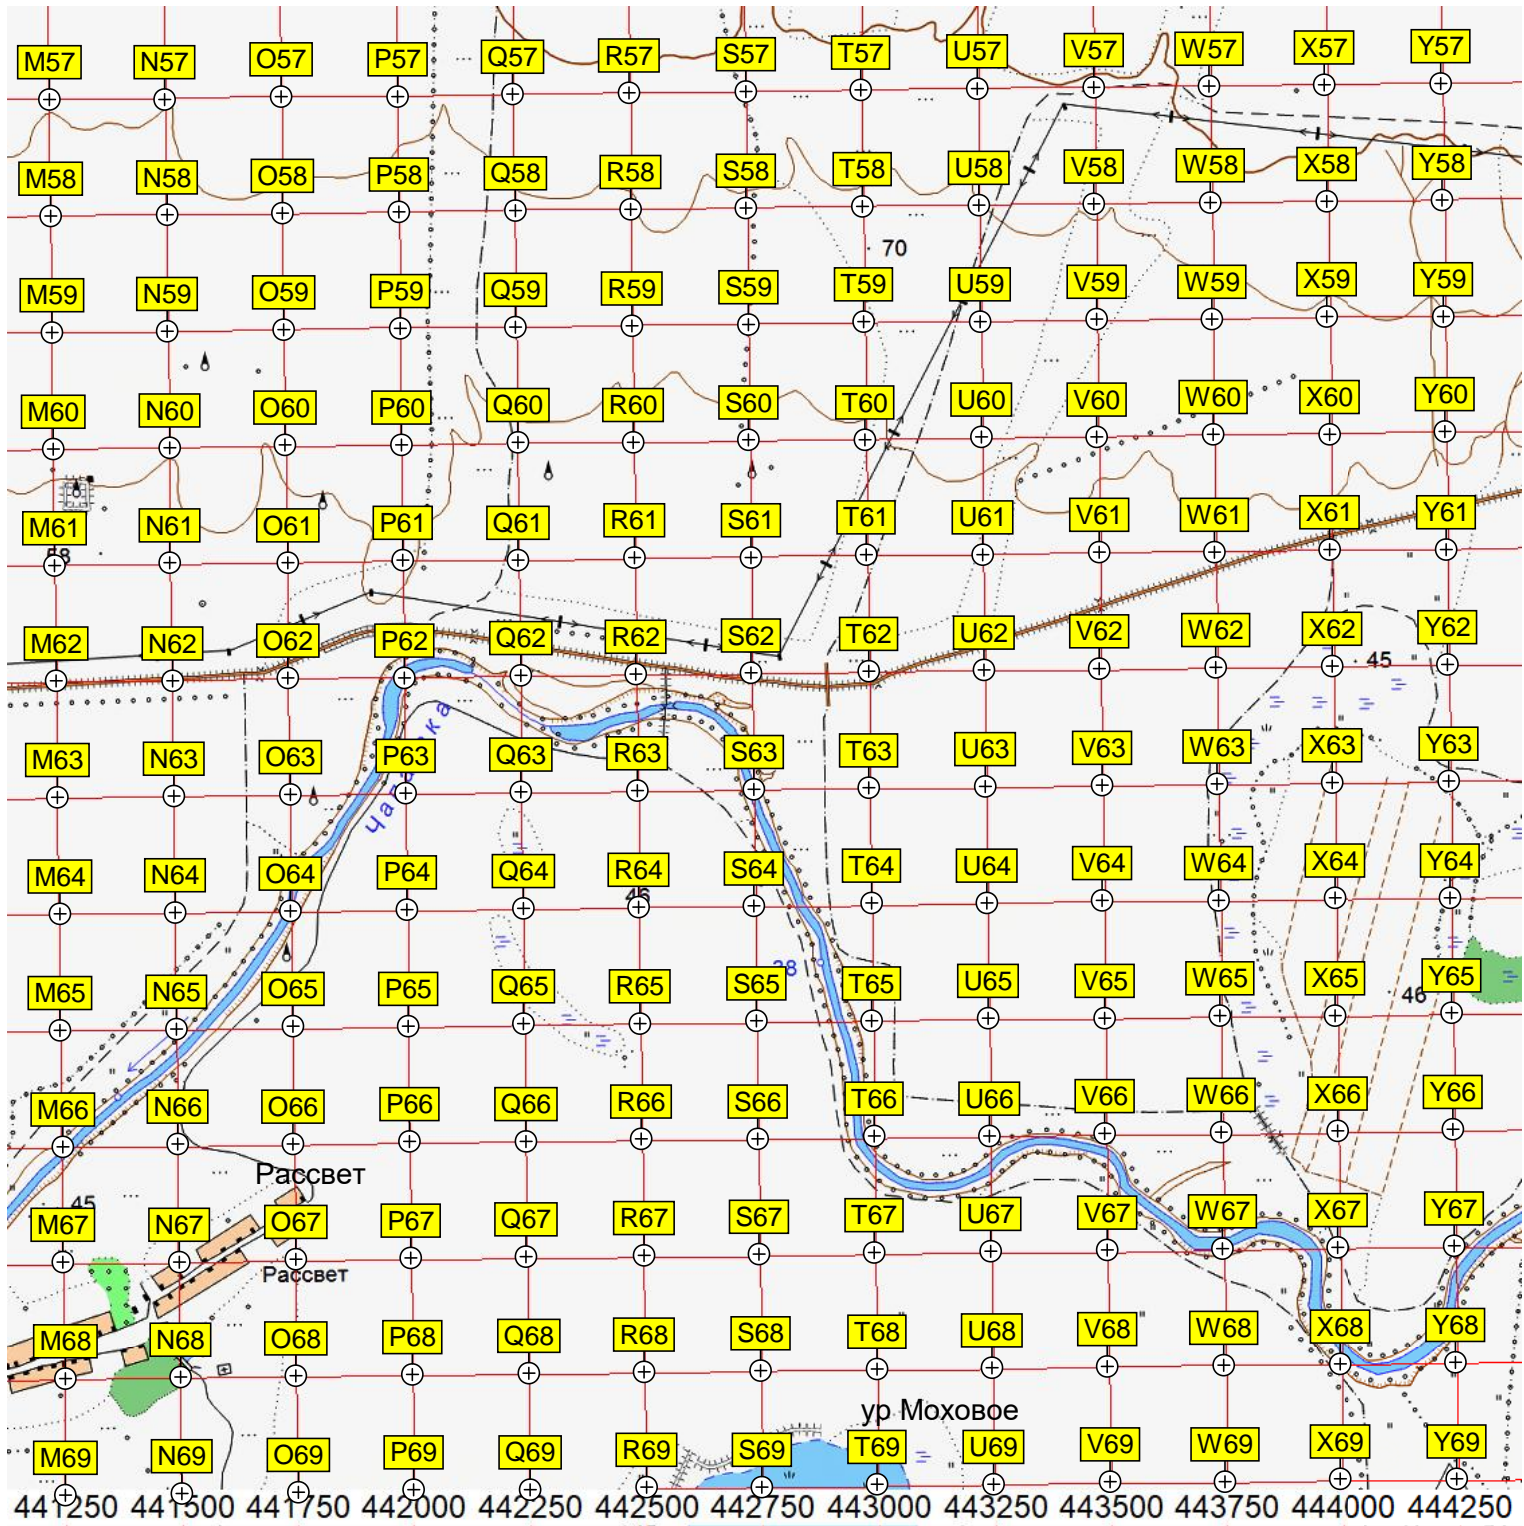 M57 N57 O57 P57 Q57 R57 S57 T57 U57 V57 W57 X57 Y57
M58 N58 O58 P58 Q58 R58 S58 T58 U58 V58 W58 X58 Y58
70
M59 N59 O59 P59 Q59 R59 S59 T59 U59 V59 W59 X59 Y59
M60 N60 O60 P60 Q60 R60 S60 T60 U60 V60 W60 X60 Y60
M61 N61 O61 P61 Q61 R61 S61 T61 U61 V61 W61 X61 Y61
M62 N62 O62 P62 Q62 R62 S62 T62 U62 V62 W62 X62 Y62
45
M63 N63 O63 P63 Q63 R63 S63 T63 U63 V63 W63 X63 Y63
M64 N64 O64 P64 Q64 R64 S64 T64 U64 V64 W64 X64 Y64
46
M65 N65 O65 P65 Q65 R65 S65 T65 U65 V65 W65 X65 Y65
46
M66 N66 O66 P66 Q66 R66 S66 T66 U66 V66 W66 X66 Y66
Рассвет
45
M67 N67 O67 P67 Q67 R67 S67 T67 U67 V67 W67 X67 Y67
Рассвет
M68 N68 O68 P68 Q68 R68 S68 T68 U68 V68 W68 X68 Y68
ур Моховое
M69 N69 O69 P69 Q69 R69 S69 T69 U69 V69 W69 X69 Y69
441250 441500 441750 442000 442250 442500 442750 443000 443250 443500 443750 444000 444250